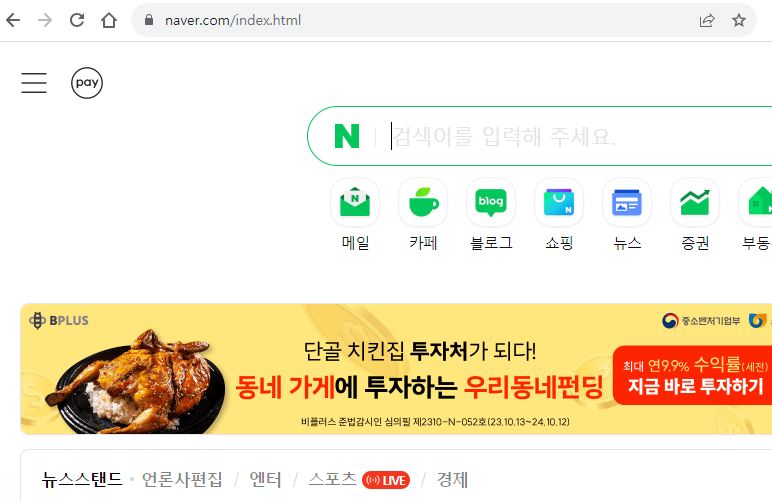 naver.com/index.html
pay
N 검색어를 입력해 주세요.
N blog N
메일 카페 블로그 쇼핑 뉴스 증권
BPLUS
중소벤처기업부
단골 치킨집 투자처가 되다!
동네 가게에 투자하는 우리동네펀딩
비플러스 준법감시인 심의필 제2310-N-052호(23.10.13~24.10.12)
최대 연9.9% 수익률(세전)
지금 바로 투자하기
뉴스스탠드 · 언론사편집 / 엔터 / 스포츠 LIVE / 경제